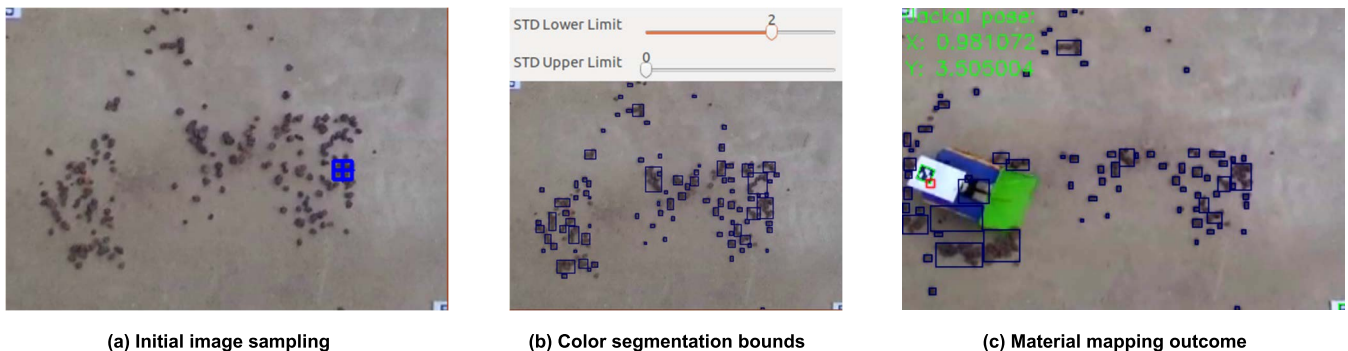 STD Lower Limit
2
STD Upper Limit
0
Jackal pose:
X: 0.981072
Y: 3.505004
(a) Initial image sampling
(b) Color segmentation bounds
(c) Material mapping outcome